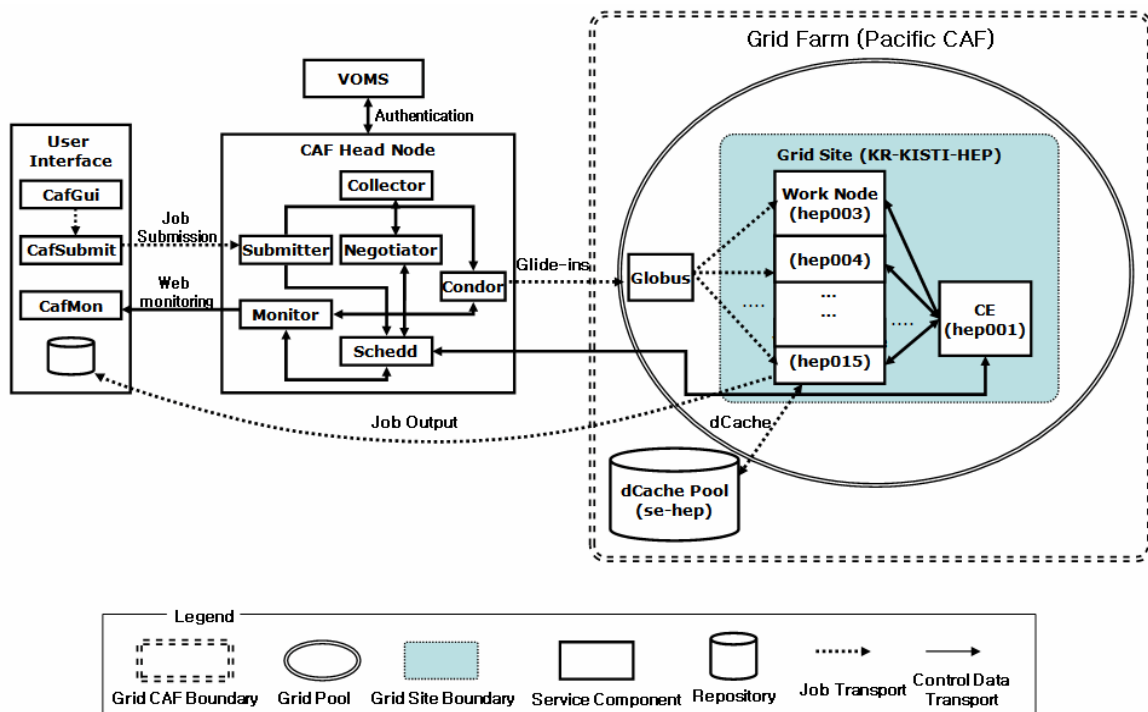 Grid Farm (Pacific CAF)
VOMS
Authentication
User
Interface
CafGui
CafSubmit
CafMon
Job
Submission
Web
monitoring
CAF Head Node
Collector
Submitter
Negotiator
Condor
Monitor
Schedd
Glide-ins
Globus
Grid Site (KR-KISTI-HEP)
Work Node
(hep003)
(hep004)
...
...
(hep015)
....
....
CE
(hep001)
Job Output
dCache
dCache Pool
(se-hep)
Legend
Grid CAF Boundary
Grid Pool
Grid Site Boundary
Service Component
Repository
Job Transport
Control Data
Transport